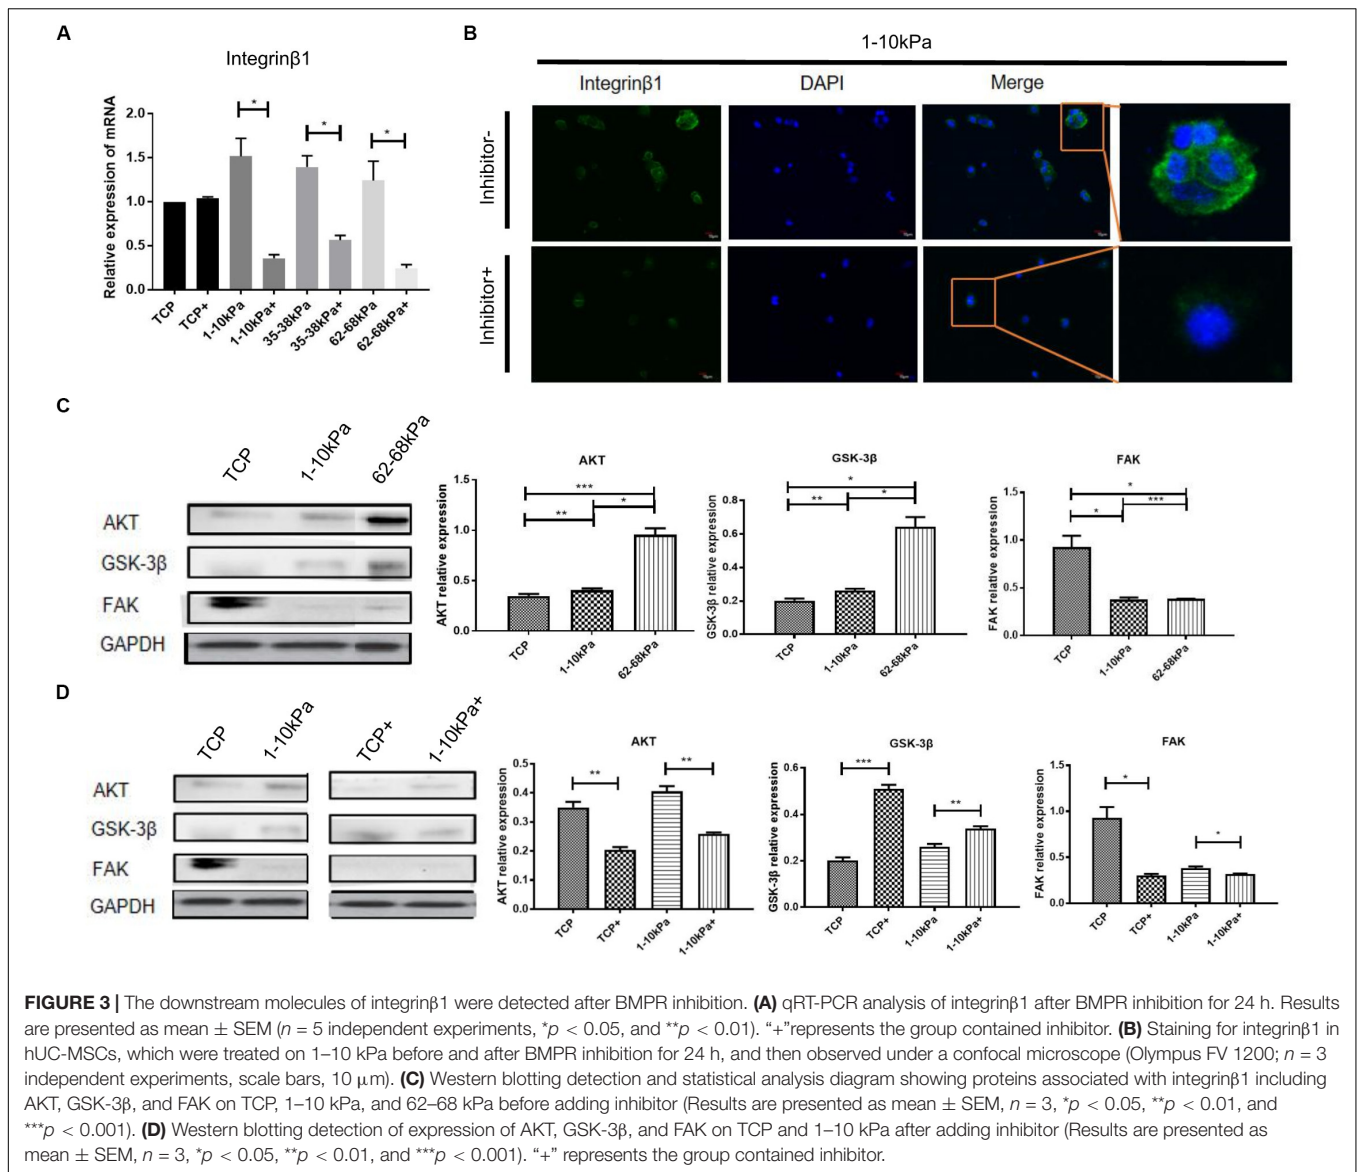 A
Integrinβ1
Relative expression of mRNA
2.0
1.5
1.0
0.5
0.0
* * *
TCP TCP+ 1-10kPa 1-10kPa+ 35-38kPa 35-38kPa+ 62-68kPa 62-68kPa+
B
1-10kPa
Integrinβ1 DAPI Merge
Inhibitor-
Inhibitor+
C
TCP 1-10kPa 62-68kPa
AKT
GSK-3β
FAK
GAPDH
AKT
AKT relative expression
1.5
1.0
0.5
0.0
***
*
**
TCP 1-10kPa 62-68kPa
GSK-3β
GSK-3β relative expression
0.8
0.6
0.4
0.2
0.0
*
*
**
TCP 1-10kPa 62-68kPa
FAK
FAK relative expression
1.5
1.0
0.5
0.0
*
***
*
TCP 1-10kPa 62-68kPa
D
TCP 1-10kPa TCP+ 1-10kPa+
AKT
GSK-3β
FAK
GAPDH
AKT
AKT relative expression
0.5
0.4
0.3
0.2
0.1
0.0
** **
TCP TCP+ 1-10kPa 1-10kPa+
GSK-3β
GSK-3β relative expression
0.6
0.4
0.2
0.0
*** **
TCP TCP+ 1-10kPa 1-10kPa+
FAK
FAK relative expression
1.5
1.0
0.5
0.0
* *
TCP TCP+ 1-10kPa 1-10kPa+
FIGURE 3 | The downstream molecules of integrinβ1 were detected after BMPR inhibition. (A) qRT-PCR analysis of integrinβ1 after BMPR inhibition for 24 h. Results
are presented as mean ± SEM (n = 5 independent experiments, *p < 0.05, and **p < 0.01). “+”represents the group contained inhibitor. (B) Staining for integrinβ1 in
hUC-MSCs, which were treated on 1–10 kPa before and after BMPR inhibition for 24 h, and then observed under a confocal microscope (Olympus FV 1200; n = 3
independent experiments, scale bars, 10 μm). (C) Western blotting detection and statistical analysis diagram showing proteins associated with integrinβ1 including
AKT, GSK-3β, and FAK on TCP, 1–10 kPa, and 62–68 kPa before adding inhibitor (Results are presented as mean ± SEM, n = 3, *p < 0.05, **p < 0.01, and
***p < 0.001). (D) Western blotting detection of expression of AKT, GSK-3β, and FAK on TCP and 1–10 kPa after adding inhibitor (Results are presented as
mean ± SEM, n = 3, *p < 0.05, **p < 0.01, and ***p < 0.001). “+” represents the group contained inhibitor.